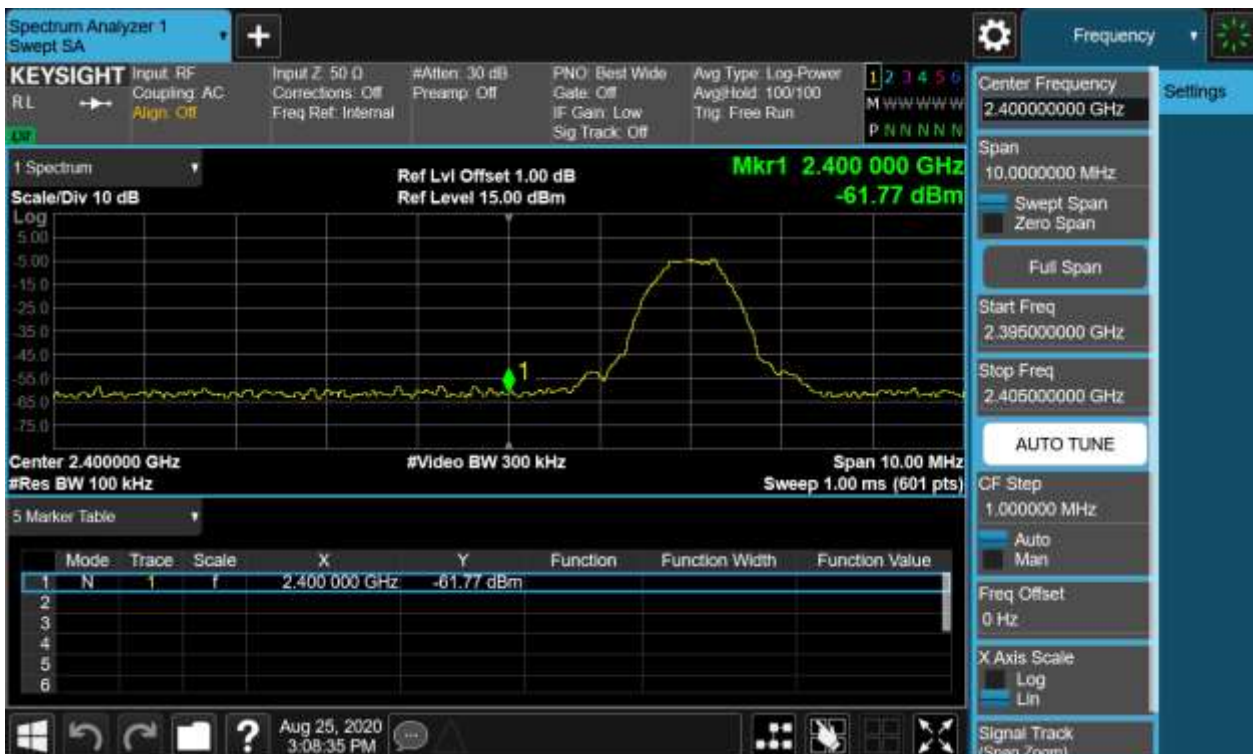 Spectrum Analyzer 1
Swept SA
+
Frequency
KEYSIGHT Input: RF Input Z: 50 Ω #Atten: 30 dB PNO: Best Wide Avg Type: Log-Power 1 2 3 4 5 6
RL Coupling: AC Corrections: Off Preamp: Off Gate: Off Avg|Hold: 100/100 M W W W W W
Align: Off Freq Ref: Internal IF Gain: Low Trig: Free Run
Sig Track: Off P N N N N N
1 Spectrum
Ref Lvl Offset 1.00 dB Mkr1 2.400 000 GHz
Scale/Div 10 dB Ref Level 15.00 dBm -61.77 dBm
Log
5.00
-5.00
-15.0
-25.0
-35.0
-45.0
-55.0
-65.0
-75.0
1
Center 2.400000 GHz #Video BW 300 kHz Span 10.00 MHz
#Res BW 100 kHz Sweep 1.00 ms (601 pts)
5 Marker Table
Mode Trace Scale X Y Function Function Width Function Value
1 N 1 f 2.400 000 GHz -61.77 dBm
2
3
4
5
6
? Aug 25, 2020
3:08:35 PM
Center Frequency
2.400000000 GHz
Settings
Span
10.0000000 MHz
Swept Span
Zero Span
Full Span
Start Freq
2.395000000 GHz
Stop Freq
2.405000000 GHz
AUTO TUNE
CF Step
1.000000 MHz
Auto
Man
Freq Offset
0 Hz
X Axis Scale
Log
Lin
Signal Track
(Span Zoom)